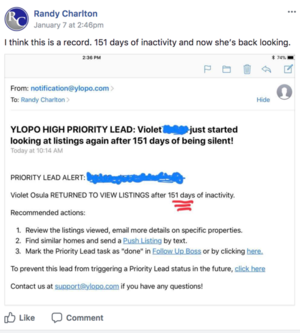 RC
Randy Charlton
January 7 at 2:46pm
I think this is a record. 151 days of inactivity and now she's back looking.
2:38 PM
74%
From: notification@ylopo.com >
To: Randy Charlton >
Hide
YLOPO HIGH PRIORITY LEAD: Violet just started
looking at listings again after 151 days of being silent!
Today at 10:14 AM
PRIORITY LEAD ALERT:
Violet Osula RETURNED TO VIEW LISTINGS after 151 days of inactivity.
Recommended actions:
1. Review the listings viewed, email more details on specific properties.
2. Find similar homes and send a Push Listing by text.
3. Mark the Priority Lead task as "done" in Follow Up Boss or by clicking here.
To prevent this lead from triggering a Priority Lead status in the future, click here
Contact us at support@ylopo.com if you have any questions!
Like
Comment